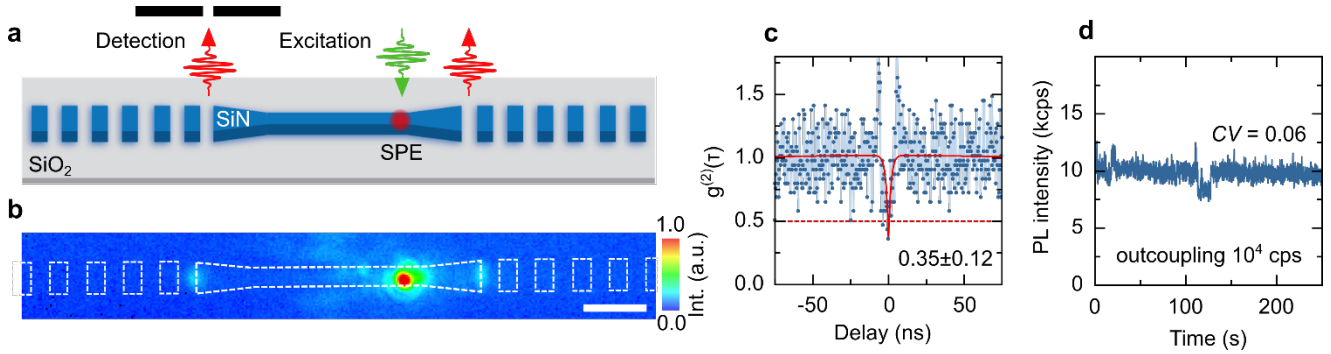 a
Detection
Excitation
SiN
SPE
SiO₂
b
1.0
0.0
Int. (a.u.)
c
g⁽²⁾(τ)
1.5
1.0
0.5
0.0
0.35±0.12
-50
0
50
Delay (ns)
d
PL intensity (kcps)
20
15
10
5
0
CV = 0.06
outcoupling 10⁴ cps
0
100
200
Time (s)